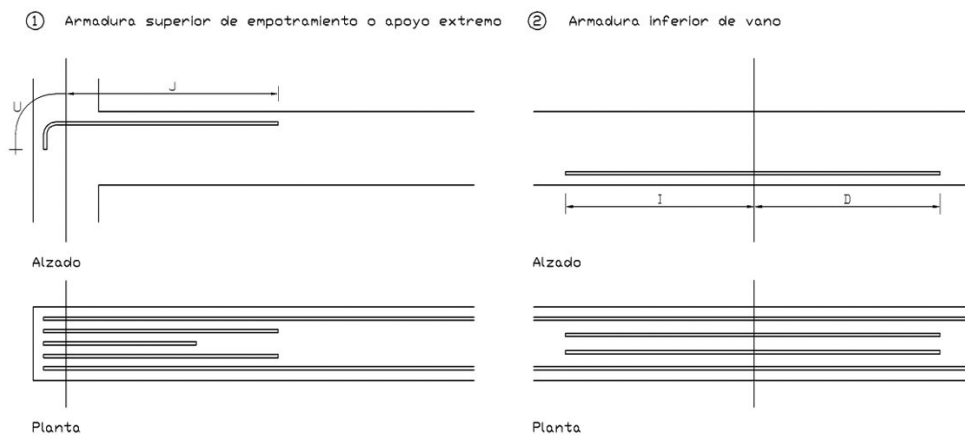 1 Armadura superior de empotramiento o apoyo extremo
2 Armadura inferior de vano
J
U
I
D
Alzado
Alzado
Planta
Planta